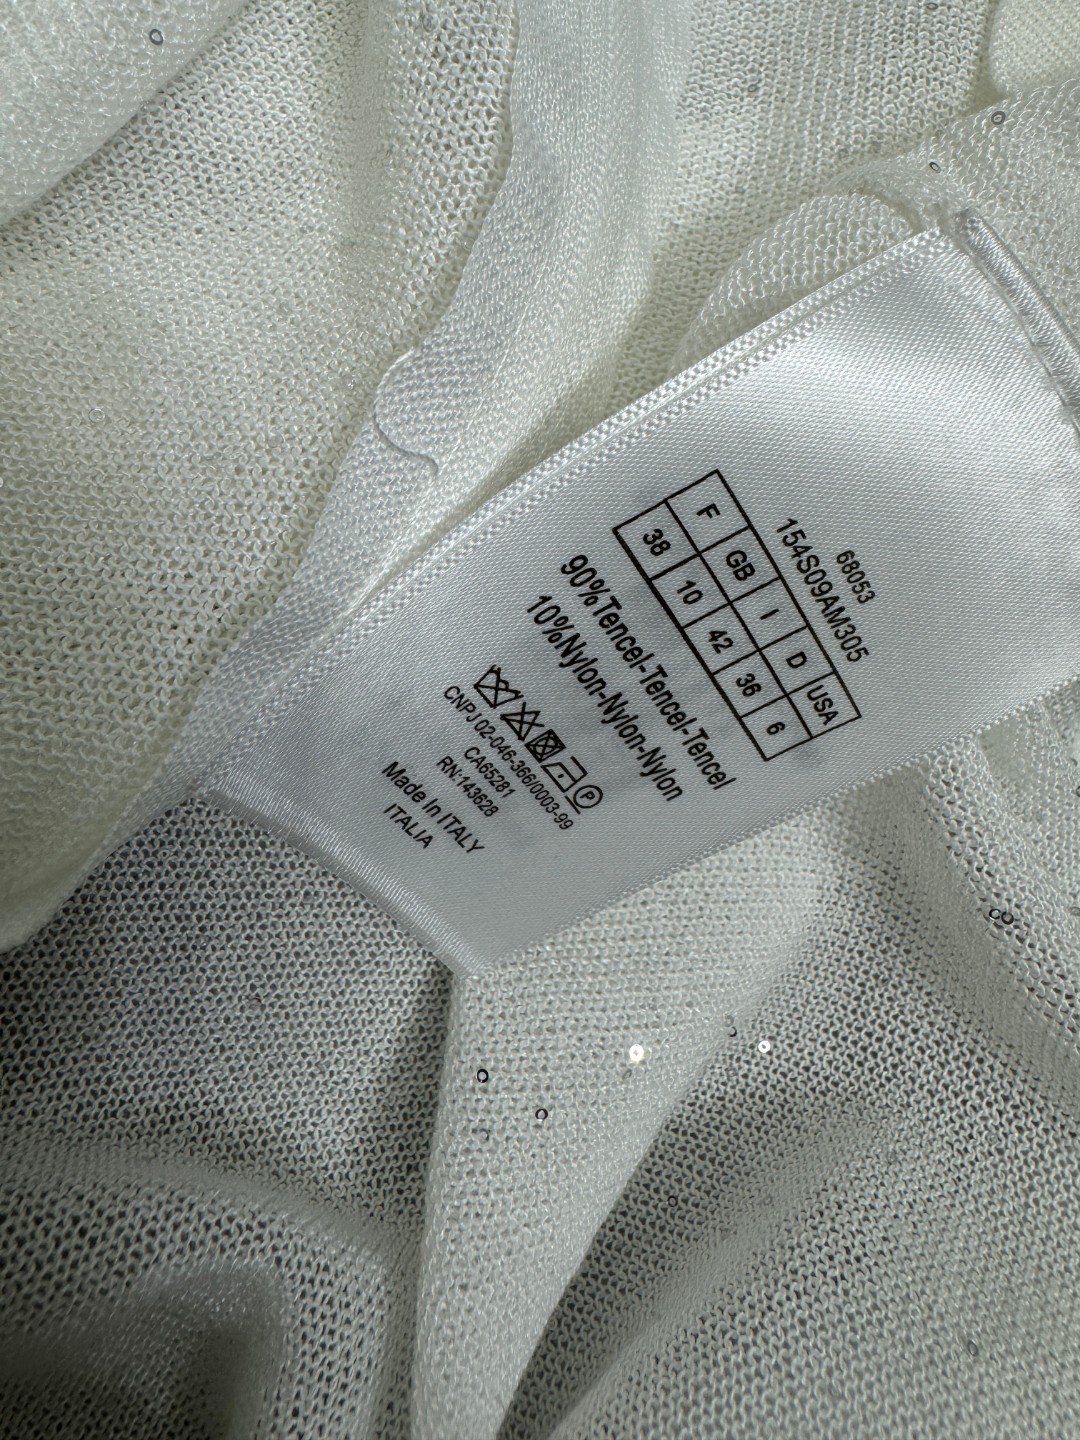 68053
154S09AM305
F GB I D USA
38 10 42 36 6
90%Tencel-Tencel-Tencel
10%Nylon-Nylon-Nylon
P
CNPJ 02-046-366/0003-99
CA65281
RN:143628
Made In ITALY
ITALIA